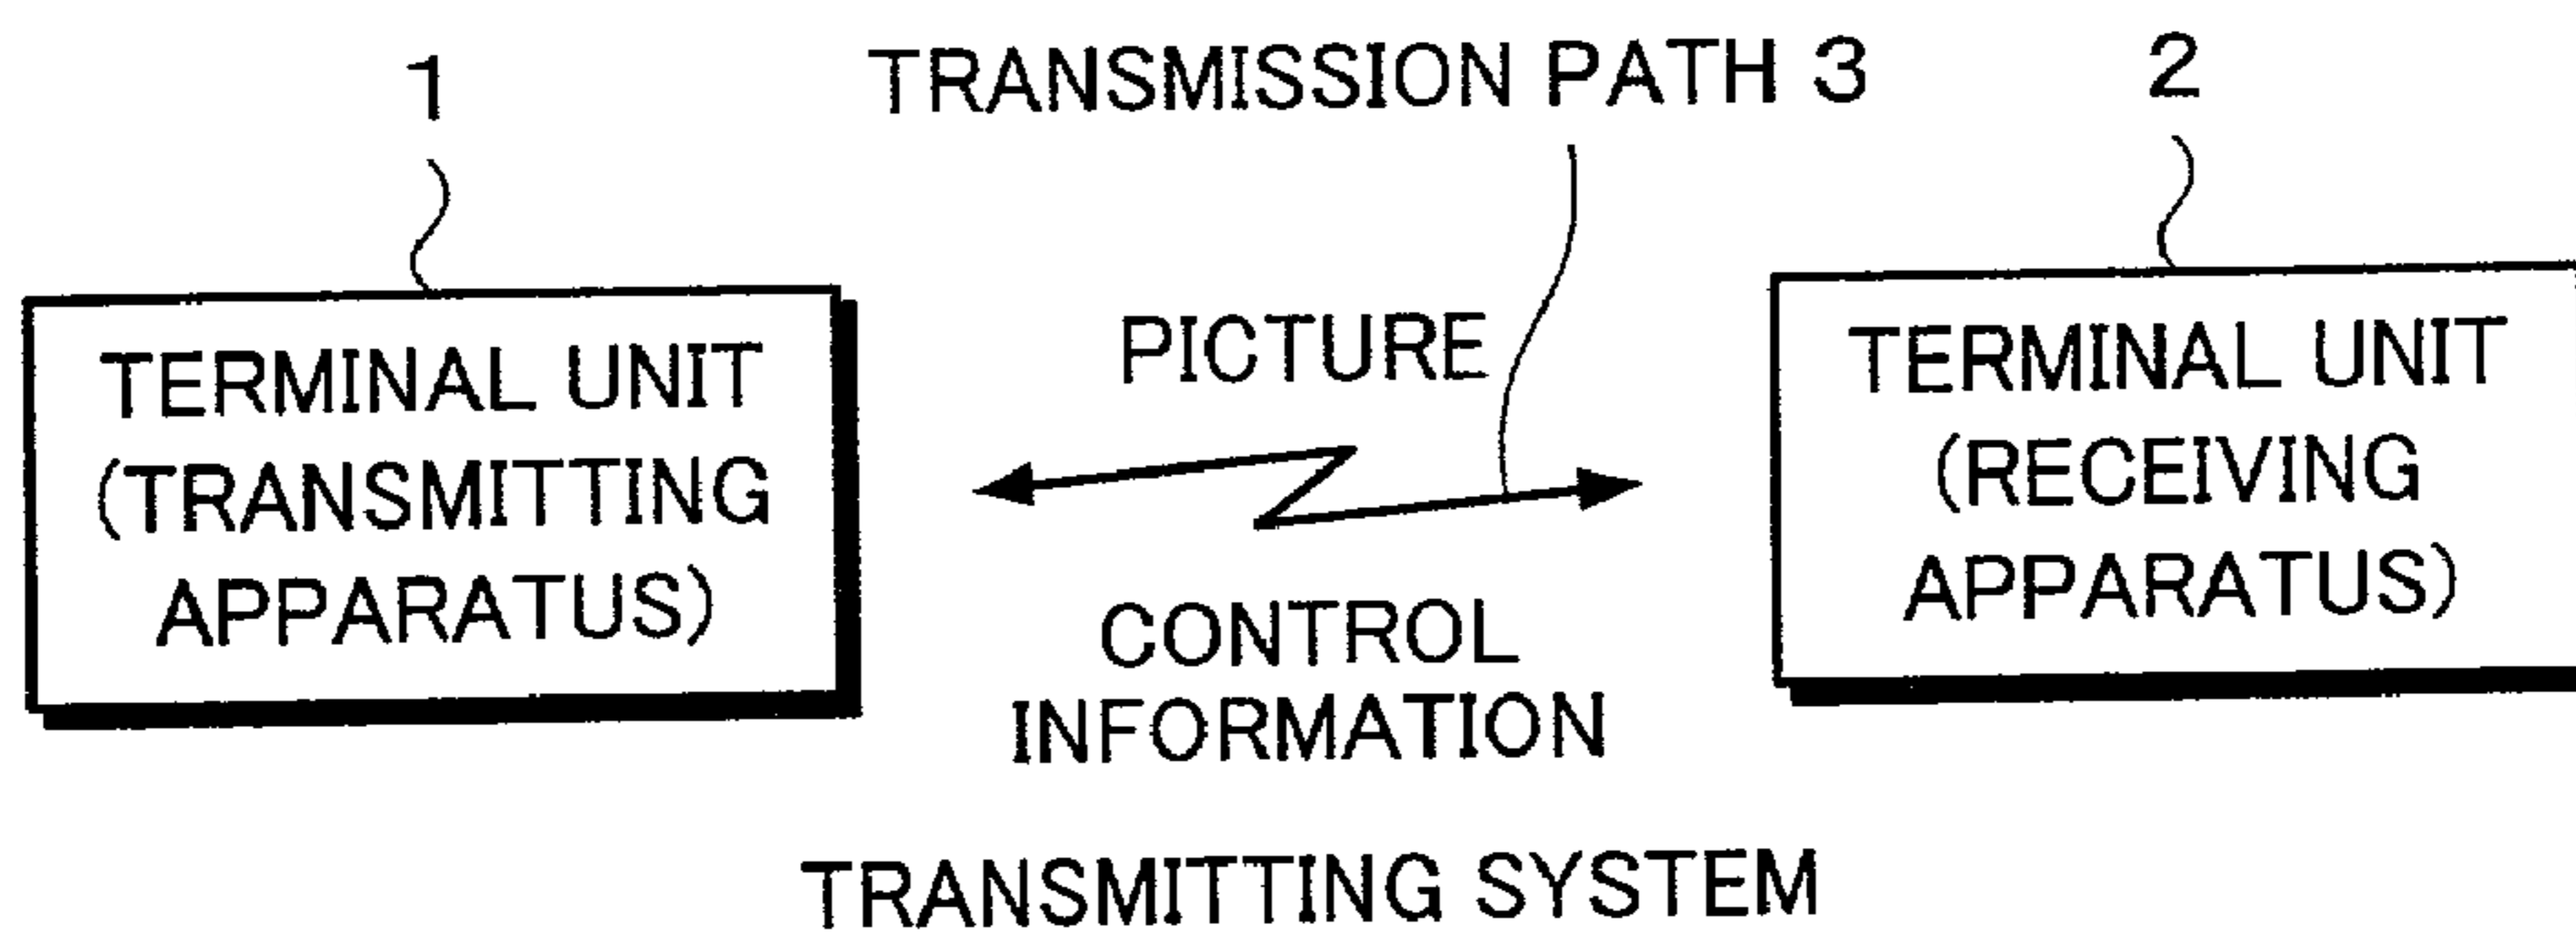 1
TRANSMISSION PATH 3
2
TERMINAL UNIT
(TRANSMITTING
APPARATUS)
PICTURE
CONTROL
INFORMATION
TERMINAL UNIT
(RECEIVING
APPARATUS)
TRANSMITTING SYSTEM